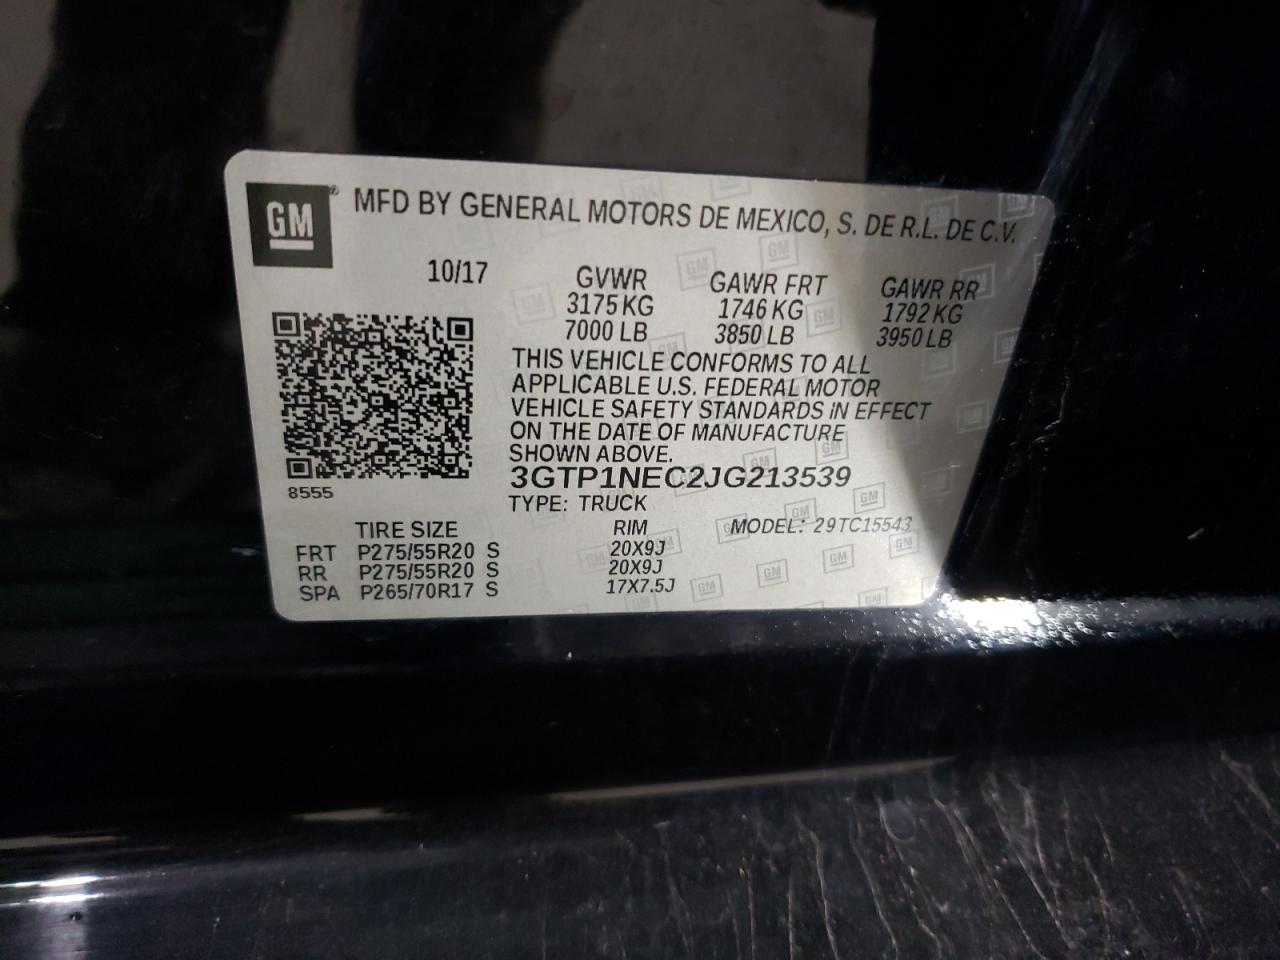 GM
MFD BY GENERAL MOTORS DE MEXICO, S. DE R.L. DE C.V.
10/17
GVWR GAWR FRT GAWR RR
3175 KG 1746 KG 1792 KG
7000 LB 3850 LB 3950 LB
THIS VEHICLE CONFORMS TO ALL
APPLICABLE U.S. FEDERAL MOTOR
VEHICLE SAFETY STANDARDS IN EFFECT
ON THE DATE OF MANUFACTURE
SHOWN ABOVE.
3GTP1NEC2JG213539
8555
TYPE: TRUCK
TIRE SIZE RIM MODEL: 29TC15543
FRT P275/55R20 S 20X9J
RR P275/55R20 S 20X9J
SPA P265/70R17 S 17X7.5J